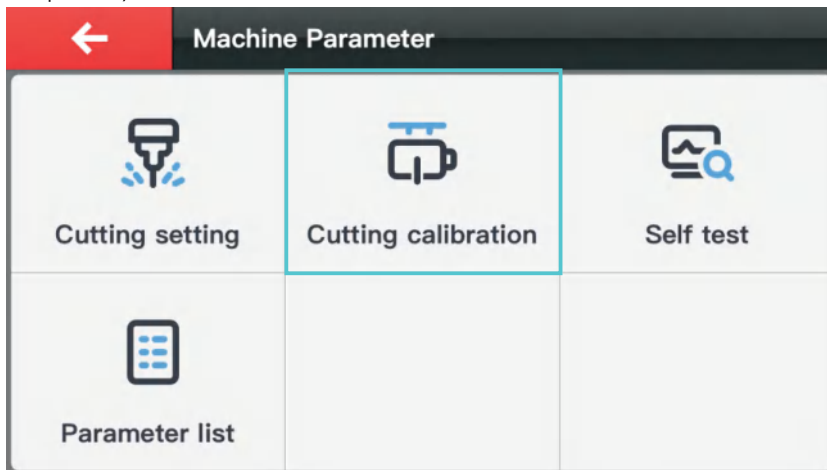 Machine Parameter
Cutting setting
Cutting calibration
Self test
Parameter list